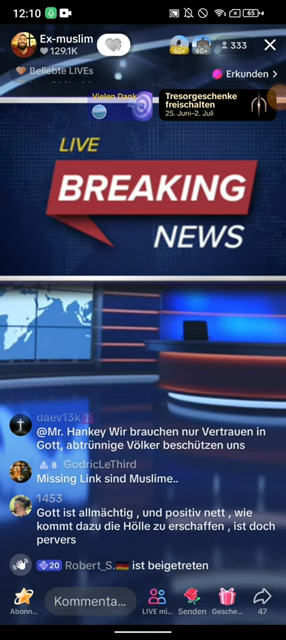 12:10
65
Ex-muslim
129,1K
60+
60+
333
Beliebte LIVEs
Erkunden >
Vielen Dank
Tresorgeschenke
freischalten
25. Juni–2. Juli
LIVE
BREAKING
NEWS
daev13k
@Mr. Hankey Wir brauchen nur Vertrauen in
Gott, abtrünnige Völker beschützen uns
8 GodricLeThird
Missing Link sind Muslime..
1453
Gott ist allmächtig , und positiv nett , wie
kommt dazu die Hölle zu erschaffen , ist doch
pervers
20 Robert_S.🇩🇪 ist beigetreten
Kommenta...
Abonn...
LIVE mi...
Senden
Gesche...
47